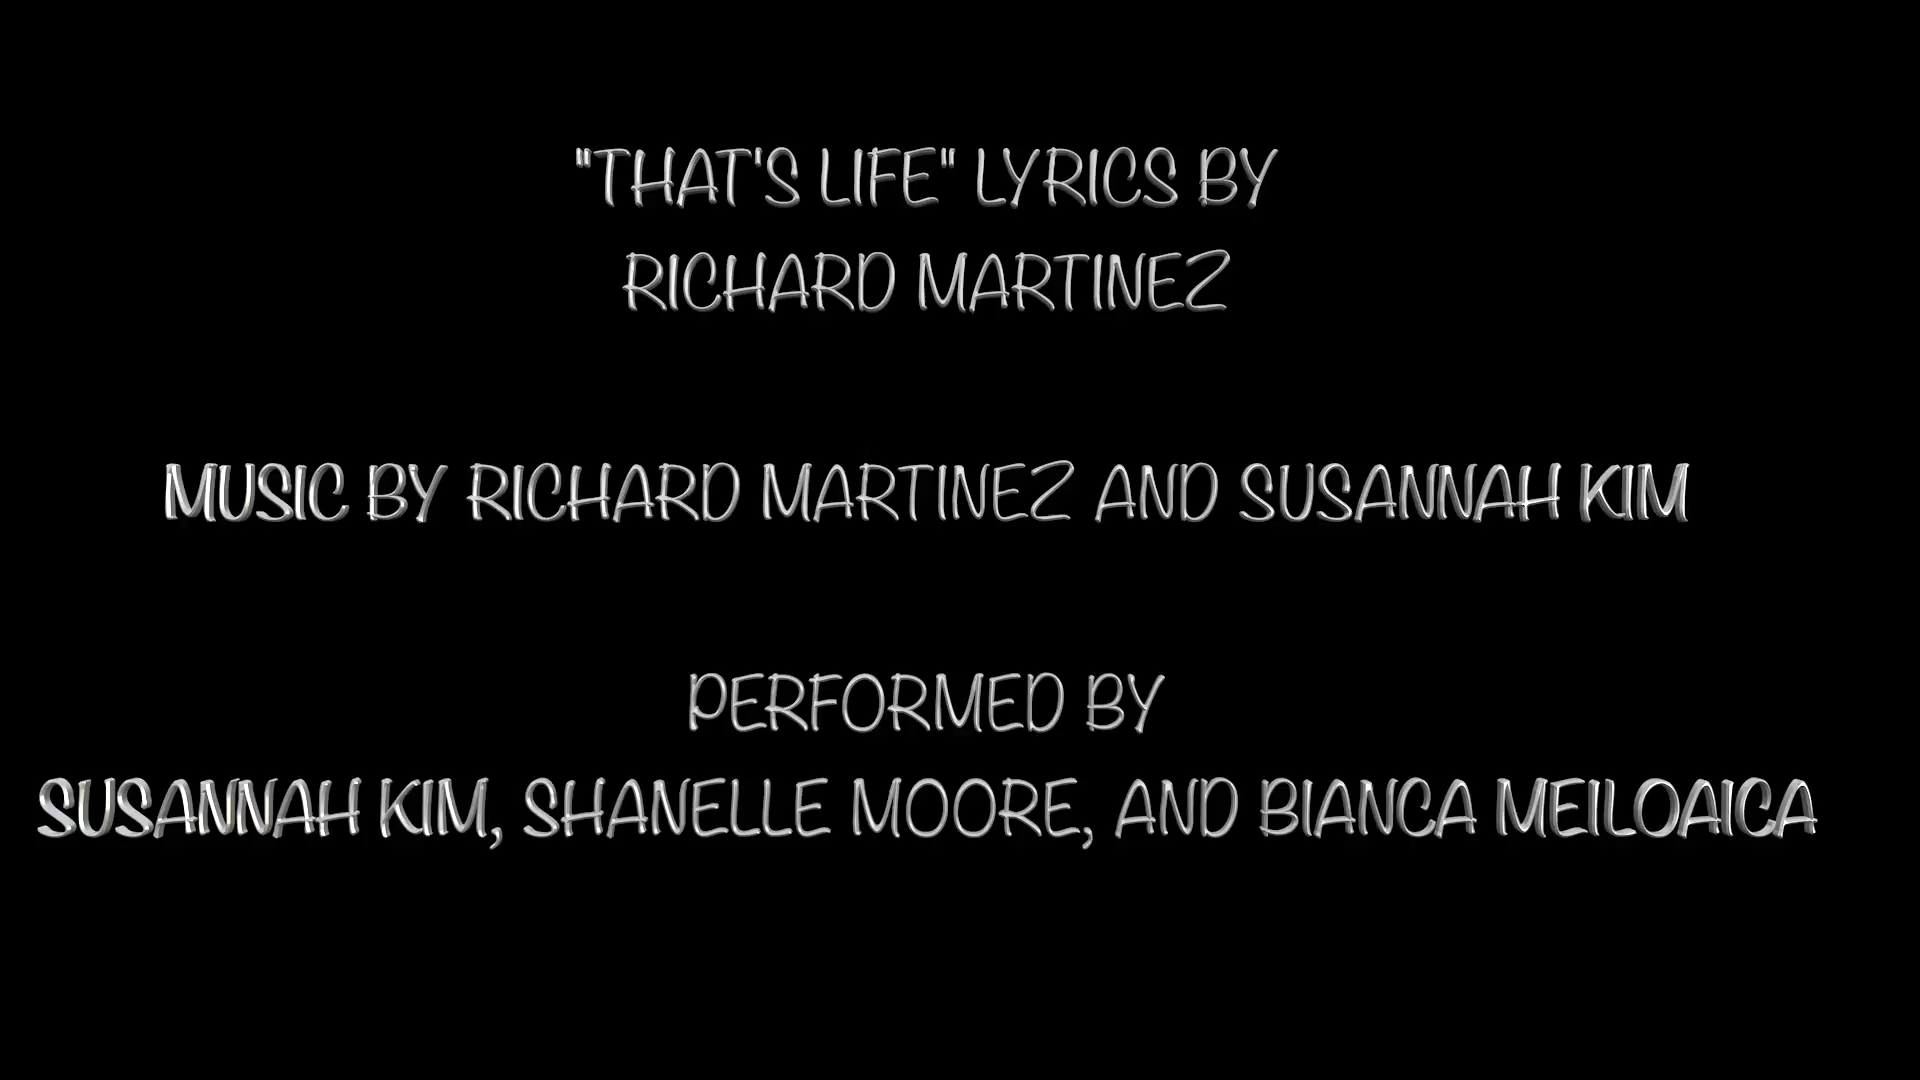 "THAT'S LIFE" LYRICS BY
RICHARD MARTINEZ
MUSIC BY RICHARD MARTINEZ AND SUSANNAH KIM
PERFORMED BY
SUSANNAH KIM, SHANELLE MOORE, AND BIANCA MEILOAICA